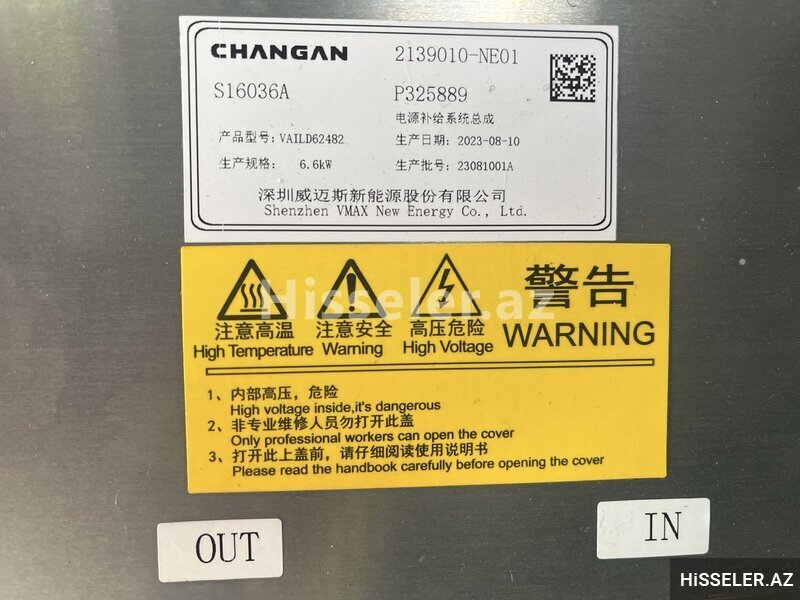 CHANGAN 2139010-NE01
S16036A P325889
电源补给系统总成
产品型号: VAILD62482 生产日期: 2023-08-10
生产规格: 6.6kW 生产批号: 23081001A
深圳威迈斯新能源股份有限公司
Shenzhen VMAX New Energy Co., Ltd.
Hisseler.az
警告
注意高温 注意安全 高压危险
WARNING
High Temperature Warning High Voltage
1、内部高压，危险
High voltage inside,it's dangerous
2、非专业维修人员勿打开此盖
Only professional workers can open the cover
3、打开此上盖前，请仔细阅读使用说明书
Please read the handbook carefully before opening the cover
OUT IN
HiSSELER.AZ